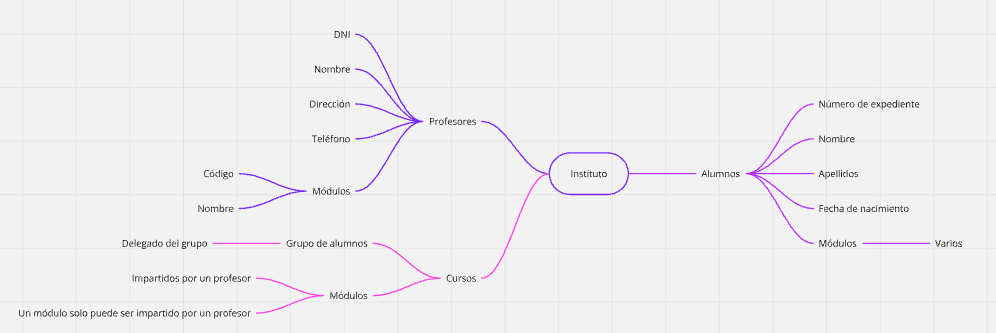 DNI
Nombre
Dirección
Teléfono
Profesores
Código
Módulos
Nombre
Delegado del grupo
Grupo de alumnos
Cursos
Impartidos por un profesor
Módulos
Un módulo solo puede ser impartido por un profesor
Instituto
Alumnos
Número de expediente
Nombre
Apellidos
Fecha de nacimiento
Módulos
Varios